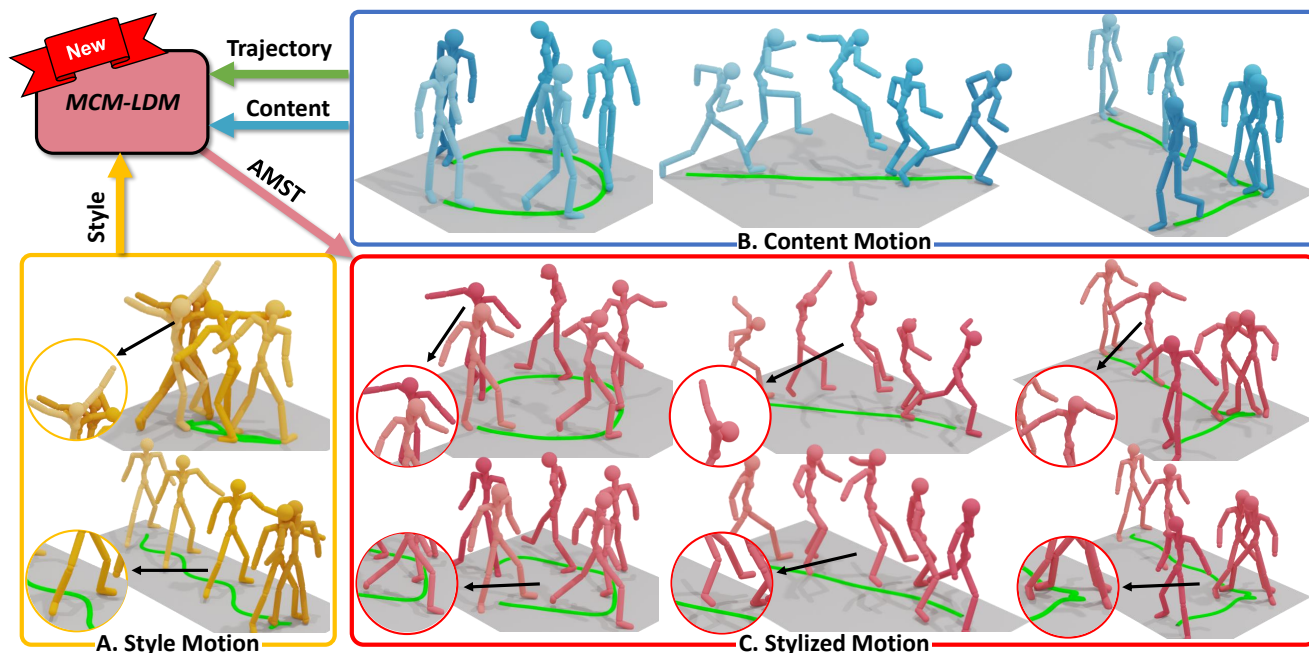 New
MCM-LDM
Trajectory
Content
Style
AMST
B. Content Motion
A. Style Motion
C. Stylized Motion